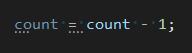 count = count - 1;